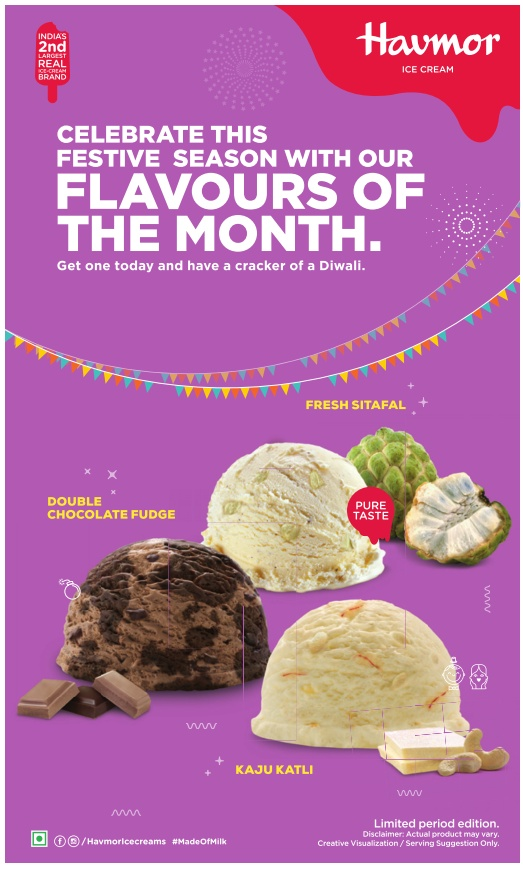 INDIA'S
2nd
LARGEST
REAL
ICE-CREAM
BRAND
Havmor
ICE CREAM
CELEBRATE THIS
FESTIVE SEASON WITH OUR
FLAVOURS OF
THE MONTH.
Get one today and have a cracker of a Diwali.
FRESH SITAFAL
DOUBLE
CHOCOLATE FUDGE
PURE
TASTE
KAJU KATLI
/HavmorIcecreams #MadeOfMilk
Limited period edition.
Disclaimer: Actual product may vary.
Creative Visualization / Serving Suggestion Only.